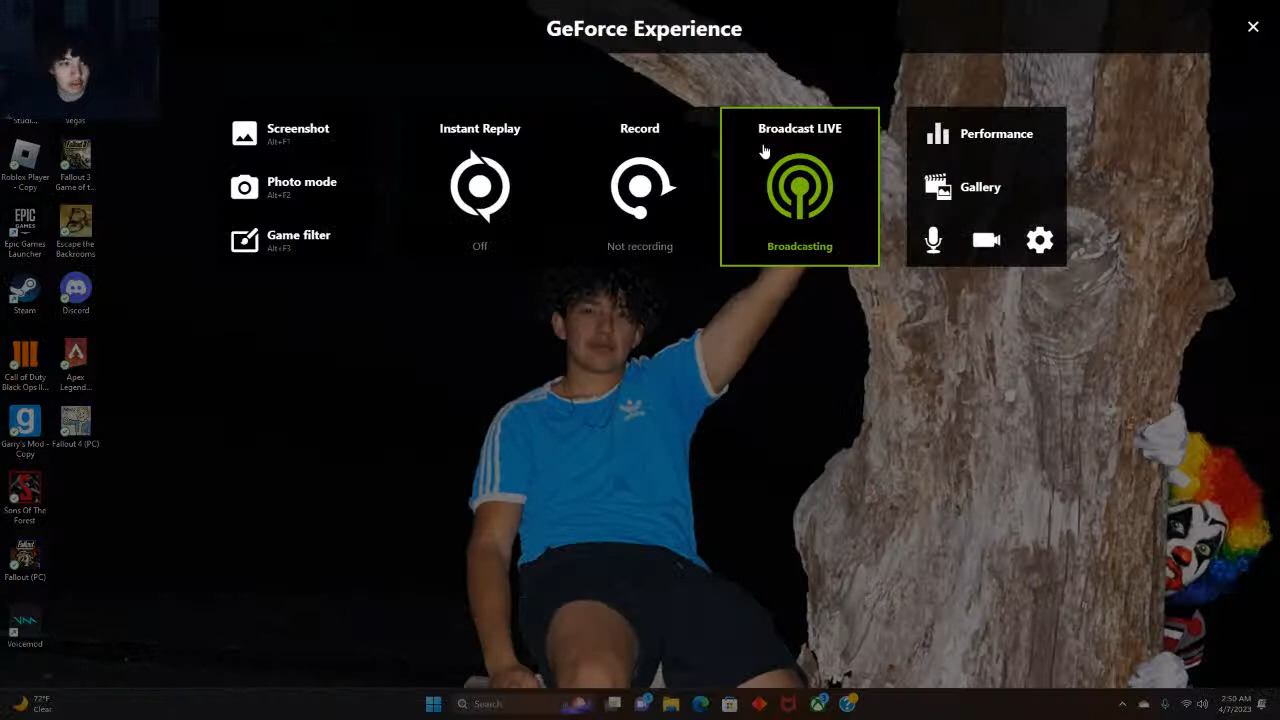 GeForce Experience
Screenshot
Alt+F1
Photo mode
Alt+F2
Game filter
Alt+F3
Instant Replay
Off
Record
Not recording
Broadcast LIVE
Broadcasting
Performance
Gallery
Studi...
Vegas
Roblox Player
- Copy
Fallout 3
Game of t...
Epic Games
Launcher
Escape the
Backrooms
Steam
Discord
Call of Duty
Black Ops II...
Apex
Legend...
Garry's Mod -
Copy
Fallout 4 (PC)
Sons Of The
Forest
Fallout (PC)
Voicemod
72°F
Clear
Search
2:50 AM
4/7/2023